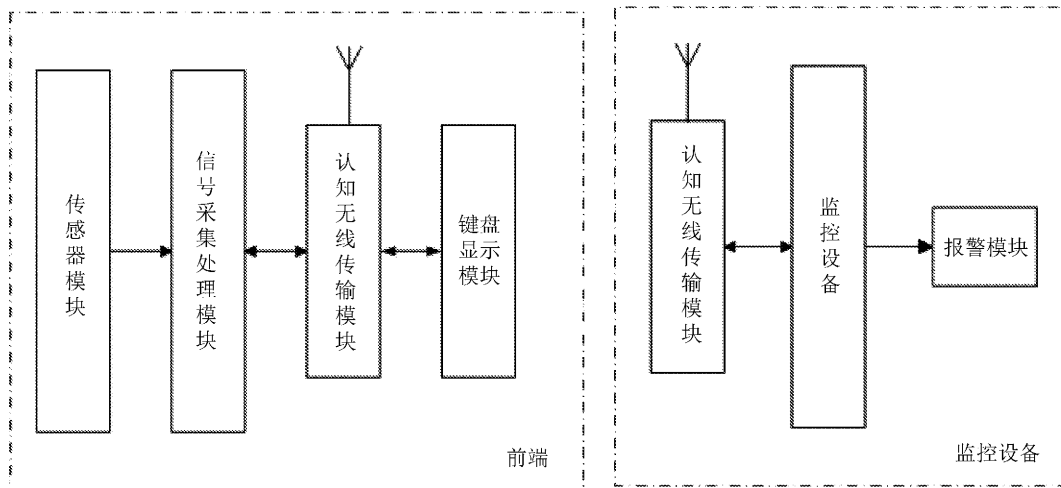 传感器模块
信号采集处理模块
认知无线传输模块
键盘
显示
模块
前端
认知无线传输模块
监控设备
报警模块
监控设备